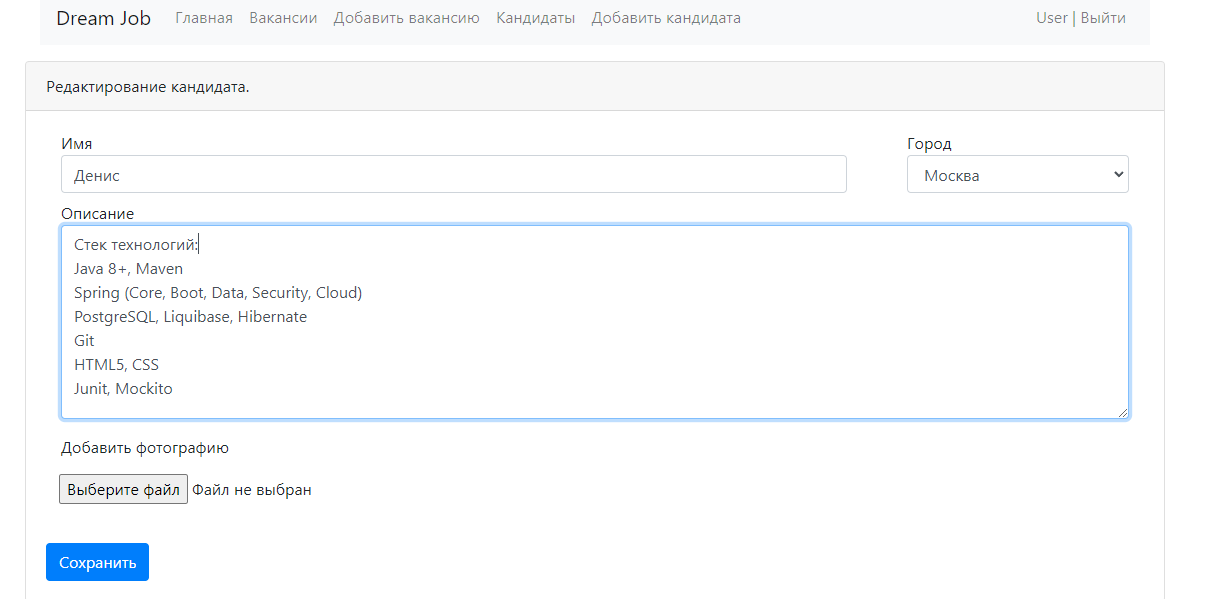 Dream Job Главная Вакансии Добавить вакансию Кандидаты Добавить кандидата User | Выйти
Редактирование кандидата.
Имя Город
Денис Москва
Описание
Стек технологий:
Java 8+, Maven
Spring (Core, Boot, Data, Security, Cloud)
PostgreSQL, Liquibase, Hibernate
Git
HTML5, CSS
Junit, Mockito
Добавить фотографию
Выберите файл Файл не выбран
Сохранить